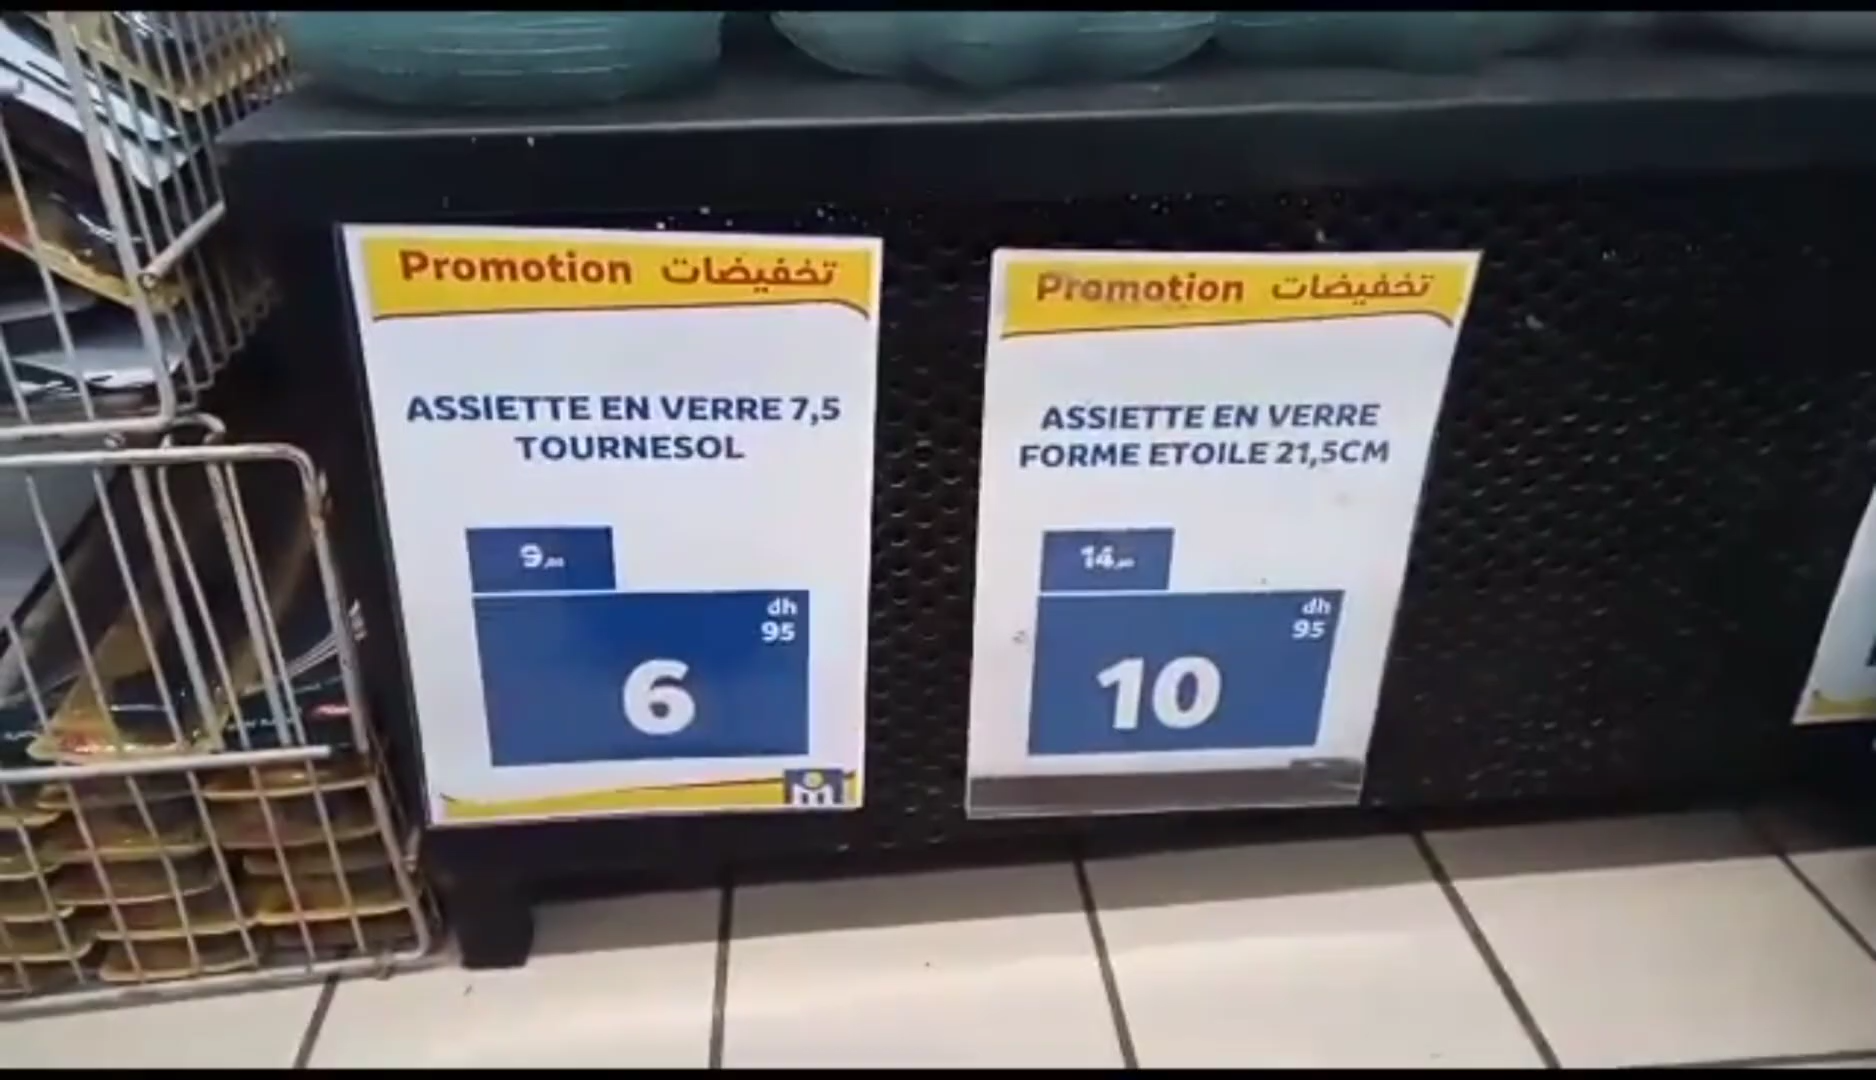 Promotion تخفيضات
ASSIETTE EN VERRE 7,5
TOURNESOL
9
dh
95
6
Promotion تخفيضات
ASSIETTE EN VERRE
FORME ETOILE 21,5CM
14
dh
95
10